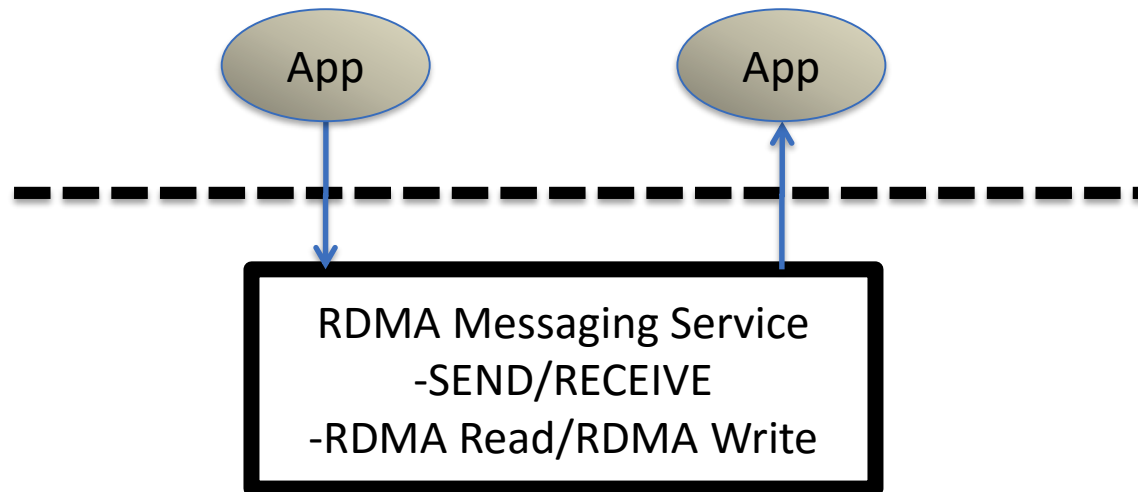 App
App
RDMA Messaging Service
-SEND/RECEIVE
-RDMA Read/RDMA Write